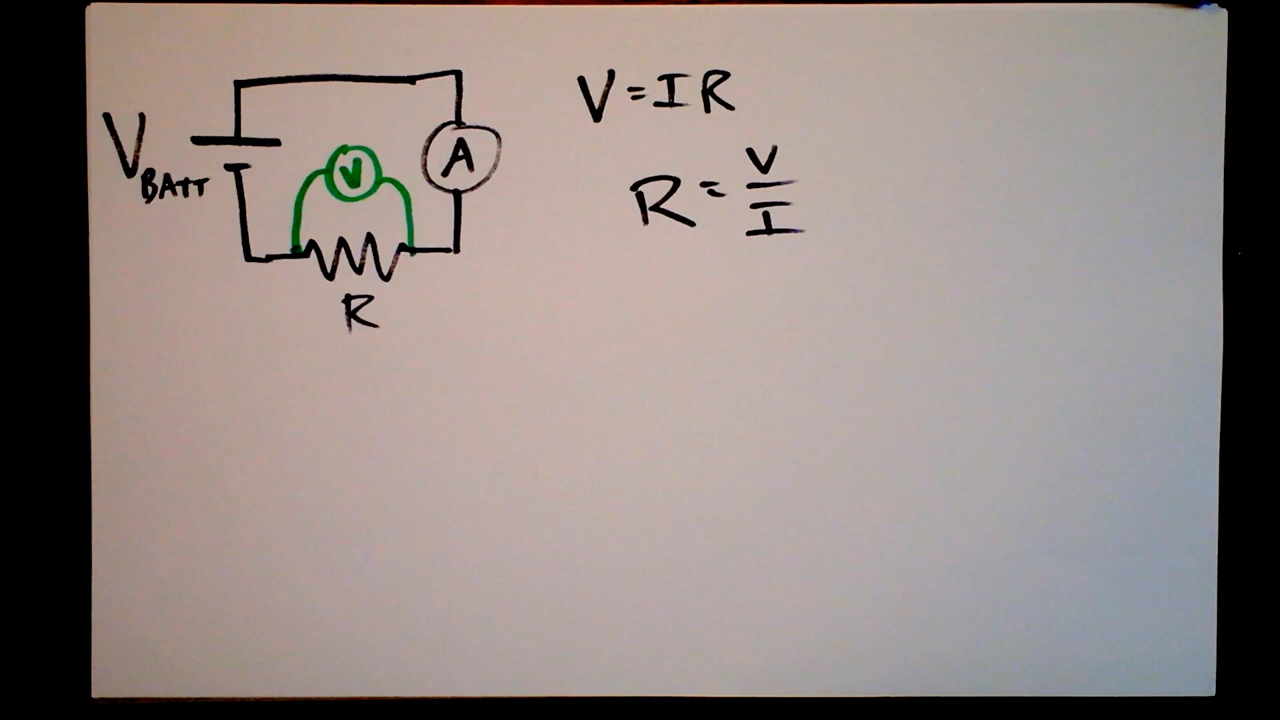 V = I R
V
A
V BATT
R = V/I
R